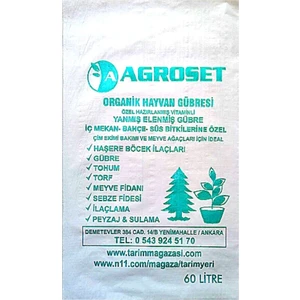 A AGROSET
ORGANİK HAYVAN GÜBRESİ
ÖZEL HAZIRLANMIŞ VİTAMİNLİ
YANMIŞ ELENMİŞ GÜBRE
İÇ MEKAN- BAHÇE- SÜS BİTKİLERİNE ÖZEL
ÇİM EKİMİ BAKIMI VE MEYVE AĞAÇLARI İÇİN İDEAL
✓ HAŞERE BÖCEK İLAÇLARI
✓ GÜBRE
✓ TOHUM
✓ TORF
✓ MEYVE FİDANI
✓ SEBZE FİDESİ
✓ İLAÇLAMA
✓ PEYZAJ & SULAMA
DEMETEVLER 354 CAD. 14/B YENİMAHALLE / ANKARA
TEL: 0 543 924 51 70
www.tarimmagazasi.com
www.n11.com/magaza/tarimyeri
60 LİTRE